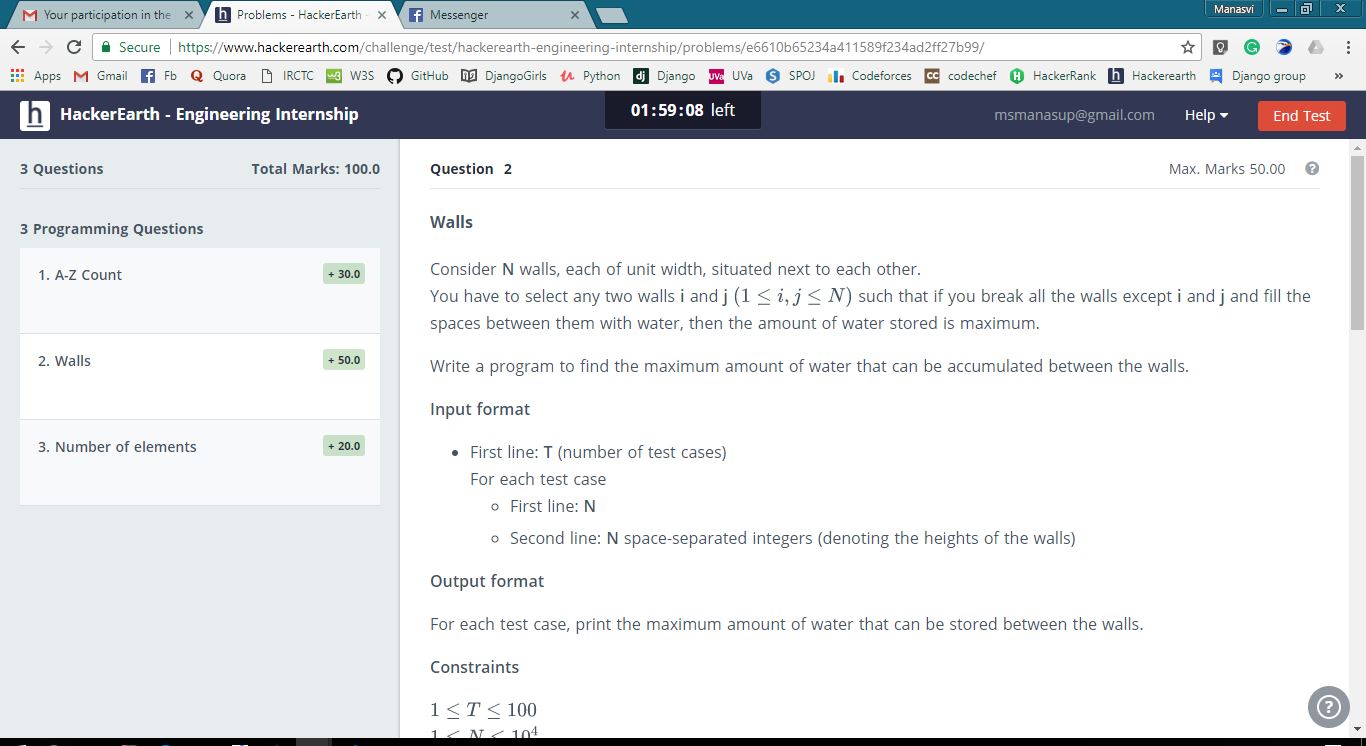 Your participation in the
Problems - HackerEarth -
Messenger
Manasvi
Secure
https://www.hackerearth.com/challenge/test/hackerearth-engineering-internship/problems/e6610b65234a411589f234ad2ff27b99/
Apps Gmail Fb Quora IRCTC W3S GitHub DjangoGirls Python Django UVa SPOJ Codeforces codechef HackerRank Hackerearth Django group »
HackerEarth - Engineering Internship
01:59:08 left
msmanasup@gmail.com
Help
End Test
3 Questions
Total Marks: 100.0
3 Programming Questions
1. A-Z Count
+ 30.0
2. Walls
+ 50.0
3. Number of elements
+ 20.0
Question 2
Max. Marks 50.00
Walls
Consider N walls, each of unit width, situated next to each other.
You have to select any two walls i and j (1 ≤ i, j ≤ N) such that if you break all the walls except i and j and fill the
spaces between them with water, then the amount of water stored is maximum.
Write a program to find the maximum amount of water that can be accumulated between the walls.
Input format
• First line: T (number of test cases)
For each test case
◦ First line: N
◦ Second line: N space-separated integers (denoting the heights of the walls)
Output format
For each test case, print the maximum amount of water that can be stored between the walls.
Constraints
1 ≤ T ≤ 100
1 ≤ N ≤ 10⁴